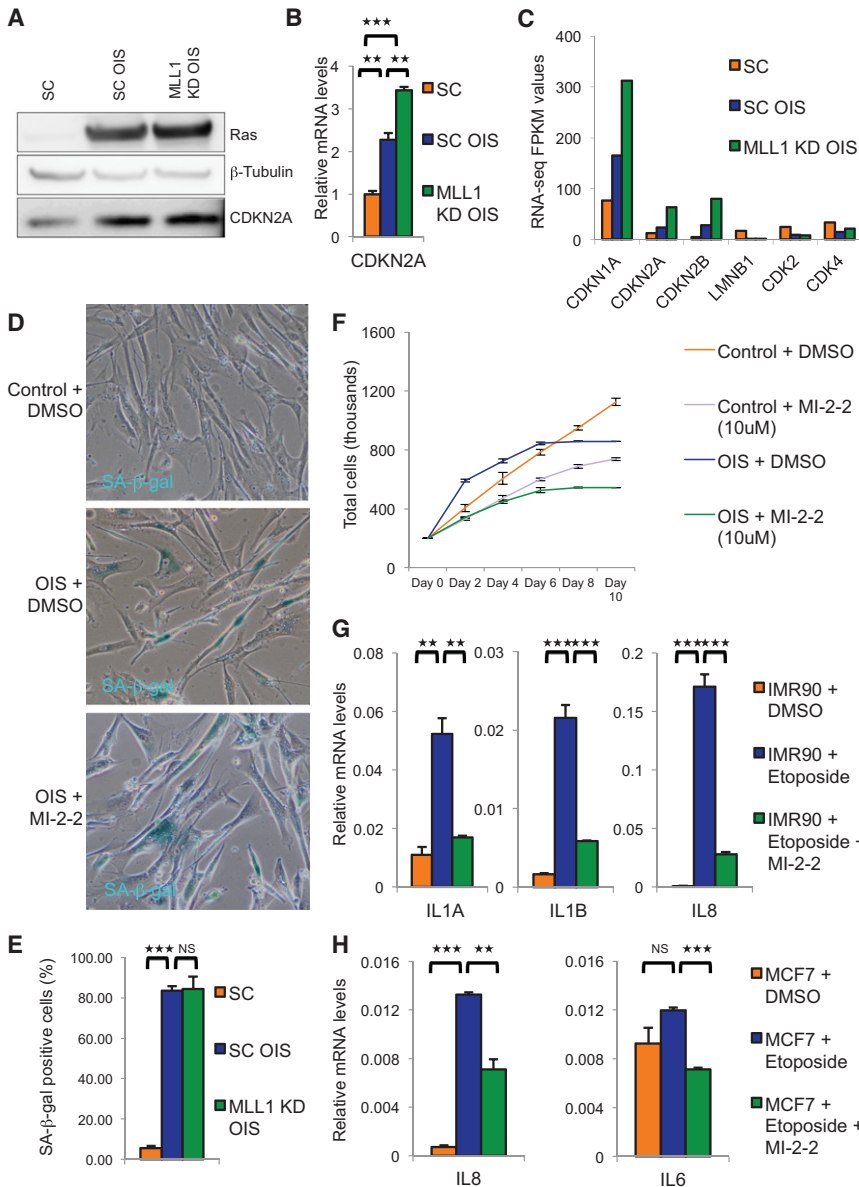 A
SC
SC OIS
MLL1
KD OIS
Ras
β-Tubulin
CDKN2A
B
★★★
★★ ★★
Relative mRNA levels
4
3
2
1
0
CDKN2A
SC
SC OIS
MLL1
KD OIS
C
RNA-seq FPKM values
400
300
200
100
0
CDKN1A
CDKN2A
CDKN2B
LMNB1
CDK2
CDK4
SC
SC OIS
MLL1 KD OIS
D
Control +
DMSO
SA-β-gal
OIS +
DMSO
SA-β-gal
OIS +
MI-2-2
SA-β-gal
E
SA-β-gal positive cells (%)
100.00
80.00
60.00
40.00
20.00
0.00
★★★ NS
SC
SC OIS
MLL1 KD
OIS
F
Total cells (thousands)
1600
1200
800
400
0
Day 0 Day 2 Day 4 Day 6 Day 8 Day
10
Control + DMSO
Control + MI-2-2
(10uM)
OIS + DMSO
OIS + MI-2-2
(10uM)
G
Relative mRNA levels
0.08
0.06
0.04
0.02
0
★★ ★★
IL1A
0.03
0.02
0.01
0
★★★ ★★★
IL1B
0.2
0.15
0.1
0.05
0
★★★ ★★★
IL8
IMR90 +
DMSO
IMR90 +
Etoposide
IMR90 +
Etoposide +
MI-2-2
H
Relative mRNA levels
0.016
0.012
0.008
0.004
0
★★★ ★★
IL8
0.016
0.012
0.008
0.004
0
NS ★★★
IL6
MCF7 +
DMSO
MCF7 +
Etoposide
MCF7 +
Etoposide +
MI-2-2